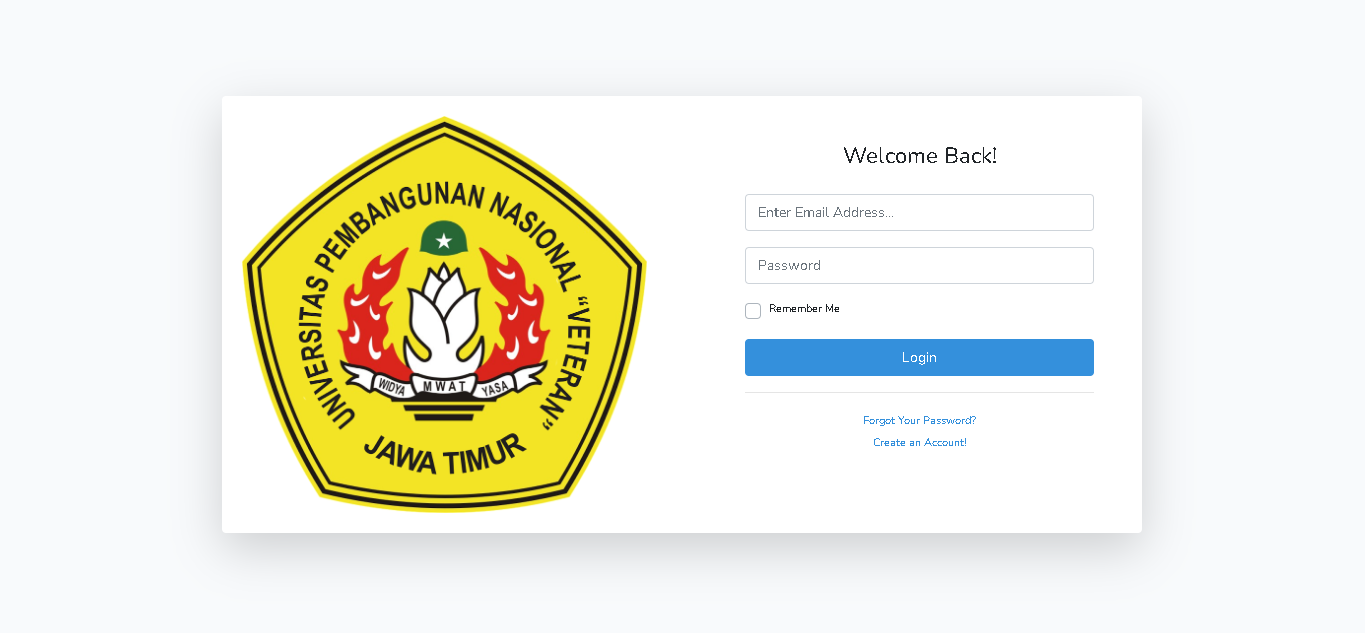 UNIVERSITAS PEMBANGUNAN NASIONAL “VETERAN”
WIDYA MWAT YASA
JAWA TIMUR
Welcome Back!
Enter Email Address...
Password
Remember Me
Login
Forgot Your Password?
Create an Account!